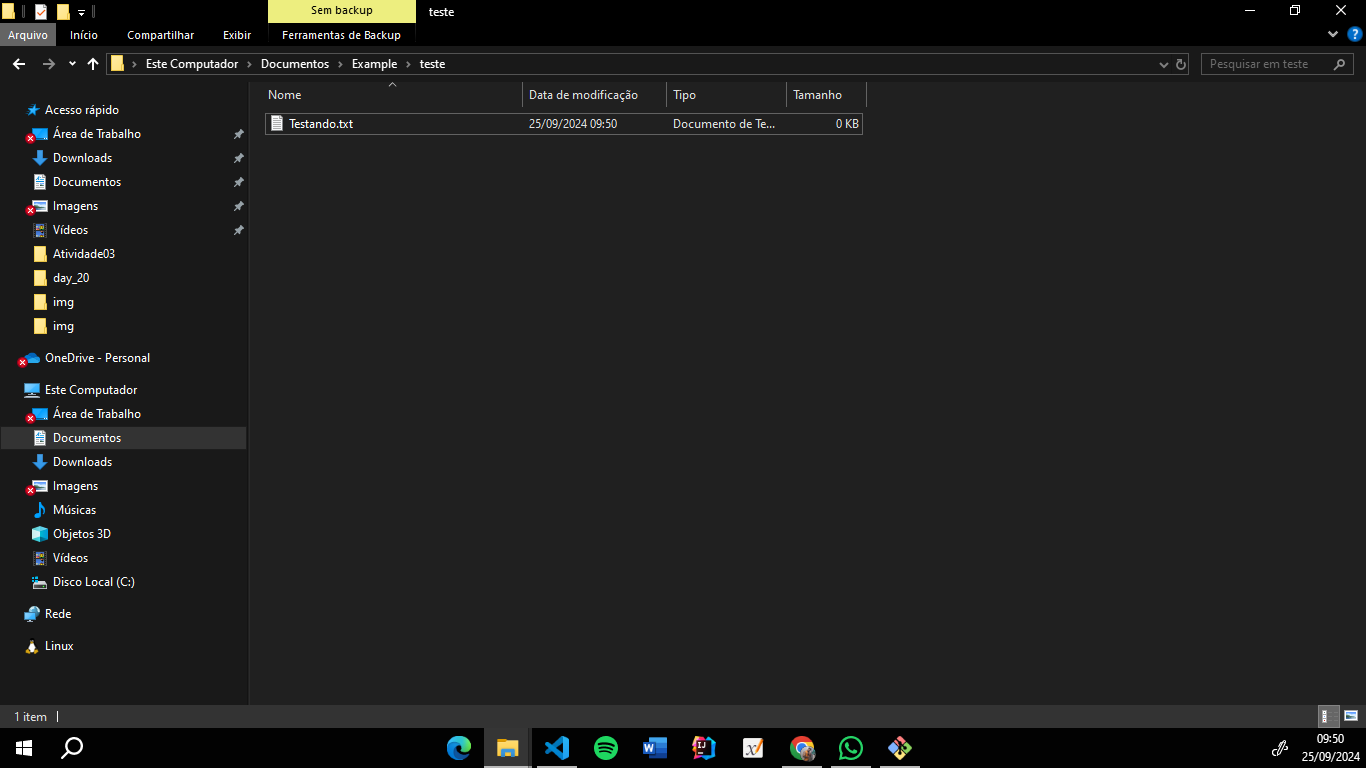 Sem backup
teste
Arquivo
Início
Compartilhar
Exibir
Ferramentas de Backup
Este Computador
Documentos
Example
teste
Pesquisar em teste
Nome
Data de modificação
Tipo
Tamanho
Testando.txt
25/09/2024 09:50
Documento de Te...
0 KB
Acesso rápido
Área de Trabalho
Downloads
Documentos
Imagens
Vídeos
Atividade03
day_20
img
img
OneDrive - Personal
Este Computador
Área de Trabalho
Documentos
Downloads
Imagens
Músicas
Objetos 3D
Vídeos
Disco Local (C:)
Rede
Linux
1 item
09:50
25/09/2024